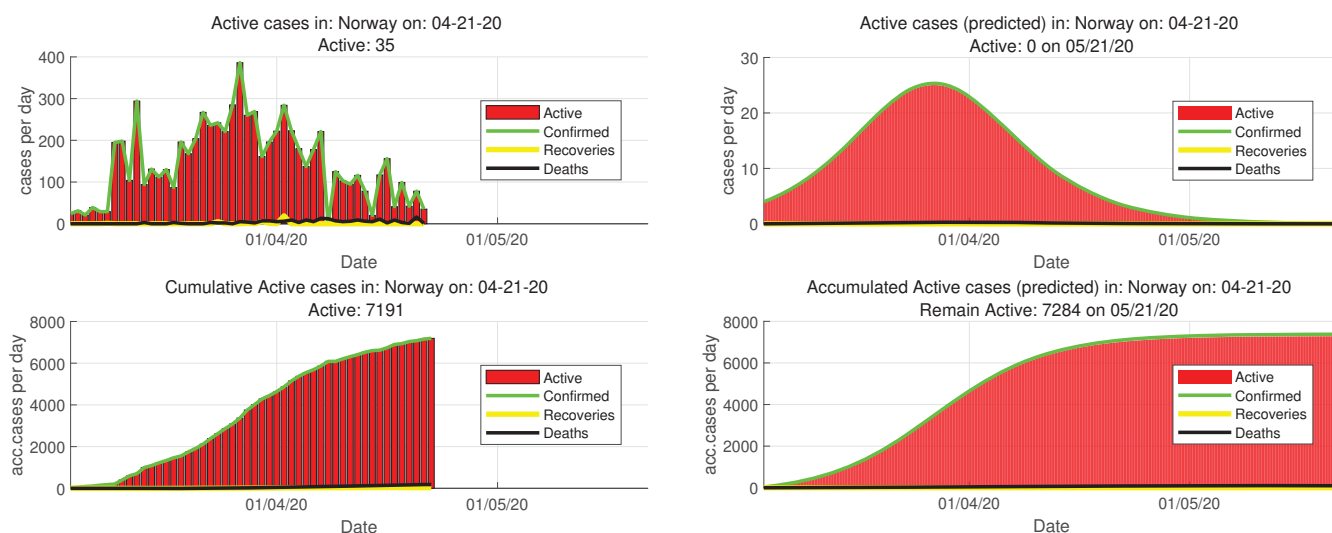 Active cases in: Norway on: 04-21-20
Active: 35
400
300
200
100
0
cases per day
01/04/20
01/05/20
Date
Active
Confirmed
Recoveries
Deaths
Active cases (predicted) in: Norway on: 04-21-20
Active: 0 on 05/21/20
30
20
10
0
cases per day
01/04/20
01/05/20
Date
Active
Confirmed
Recoveries
Deaths
Cumulative Active cases in: Norway on: 04-21-20
Active: 7191
8000
6000
4000
2000
0
acc.cases per day
01/04/20
01/05/20
Date
Active
Confirmed
Recoveries
Deaths
Accumulated Active cases (predicted) in: Norway on: 04-21-20
Remain Active: 7284 on 05/21/20
8000
6000
4000
2000
0
acc.cases per day
01/04/20
01/05/20
Date
Active
Confirmed
Recoveries
Deaths